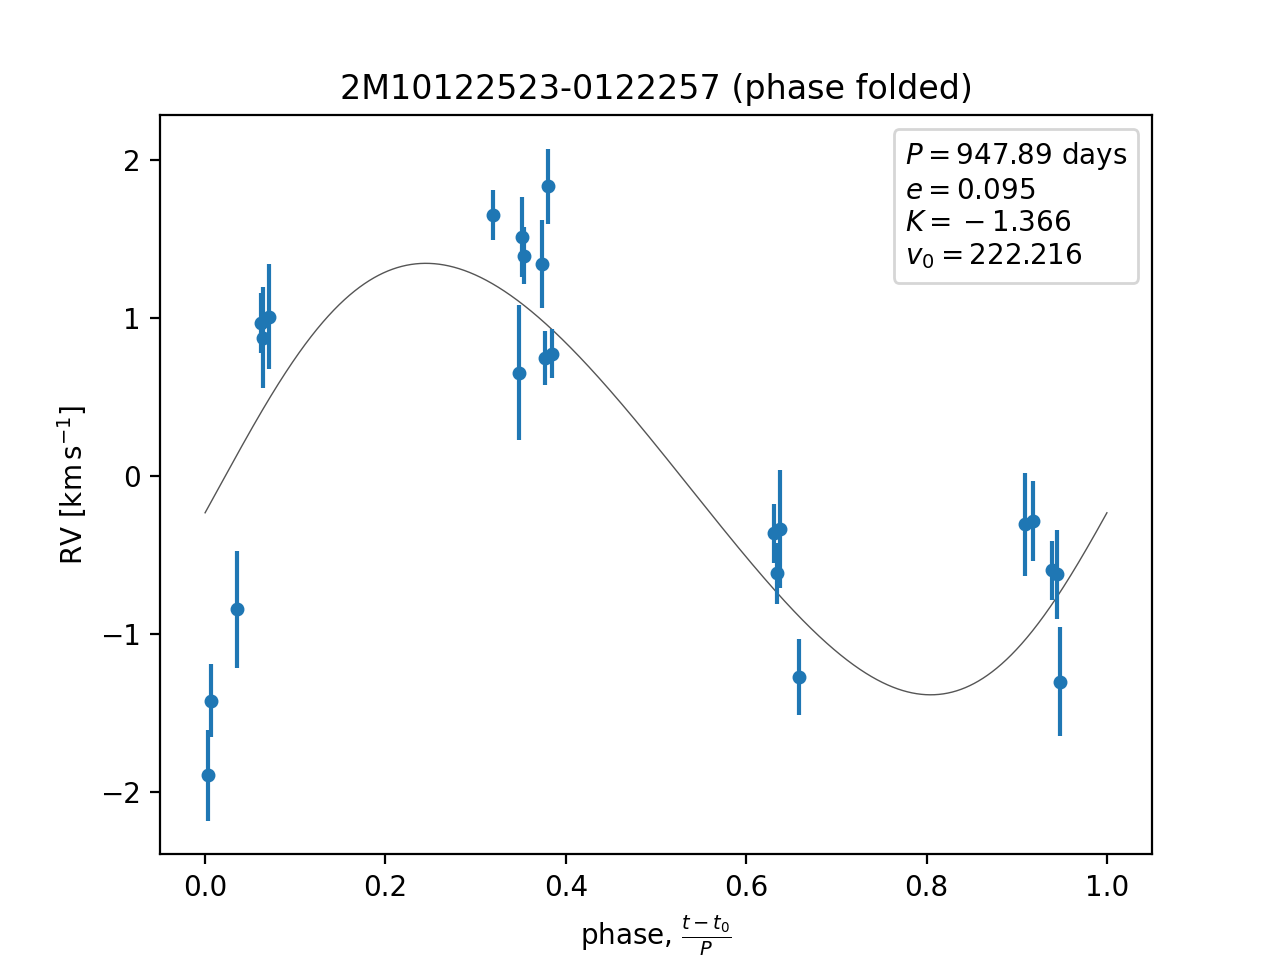 2M10122523-0122257 (phase folded)
P = 947.89 days
e = 0.095
K = −1.366
v₀ = 222.216
RV [km s⁻¹]
2
1
0
−1
−2
0.0 0.2 0.4 0.6 0.8 1.0
phase, (t − t₀)/P